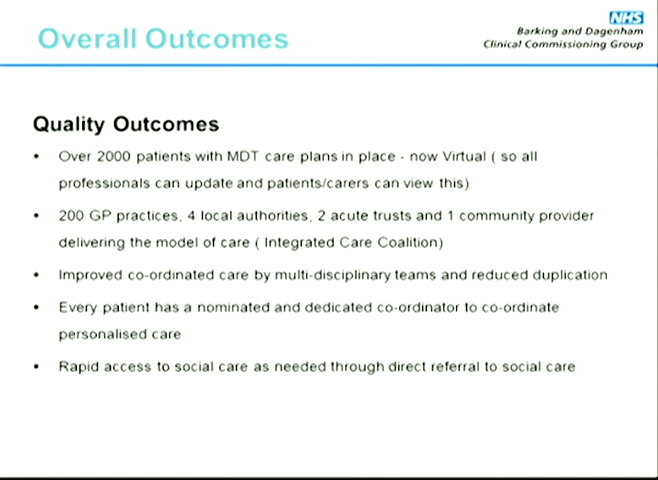 Overall Outcomes
NHS
Barking and Dagenham
Clinical Commissioning Group
Quality Outcomes
• Over 2000 patients with MDT care plans in place - now Virtual ( so all
professionals can update and patients/carers can view this)
• 200 GP practices, 4 local authorities, 2 acute trusts and 1 community provider
delivering the model of care ( Integrated Care Coalition)
• Improved co-ordinated care by multi-disciplinary teams and reduced duplication
• Every patient has a nominated and dedicated co-ordinator to co-ordinate
personalised care
• Rapid access to social care as needed through direct referral to social care